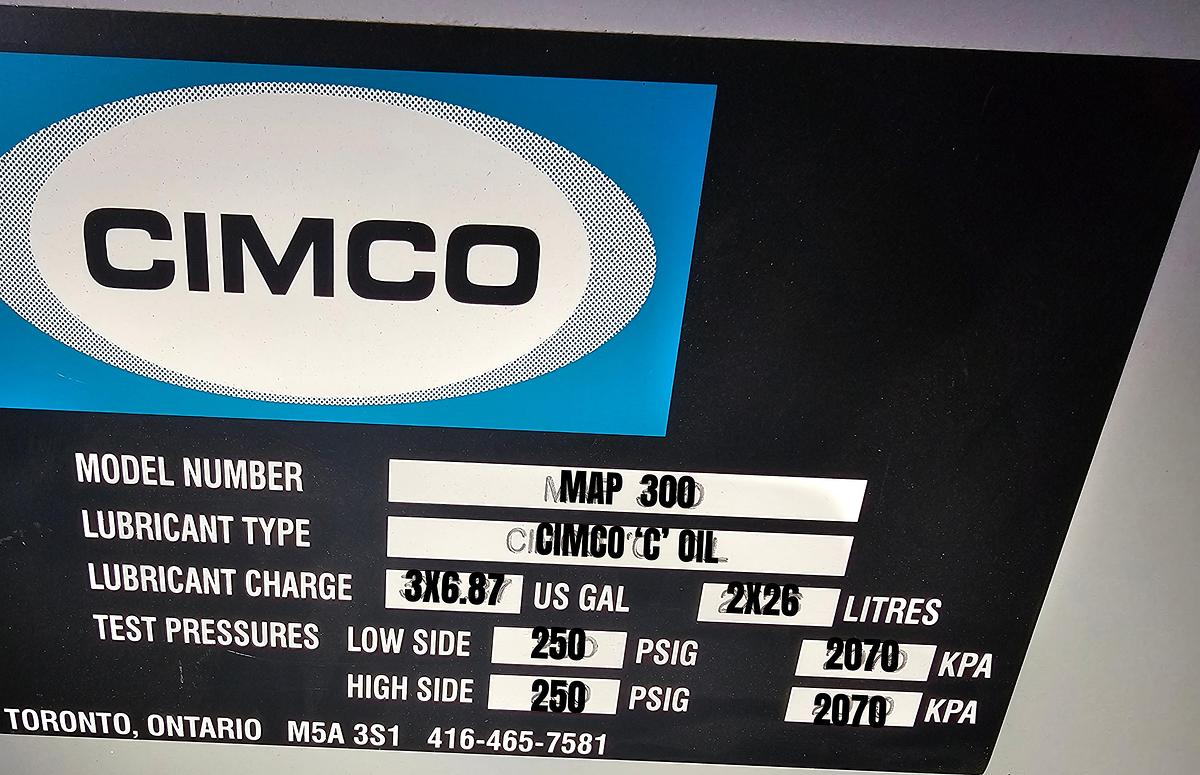 CIMCO
MODEL NUMBER MAP 300
LUBRICANT TYPE CIMCO 'C' OIL
LUBRICANT CHARGE 3X6.87 US GAL 2X26 LITRES
TEST PRESSURES LOW SIDE 250 PSIG 2070 KPA
HIGH SIDE 250 PSIG 2070 KPA
TORONTO, ONTARIO M5A 3S1 416-465-7581